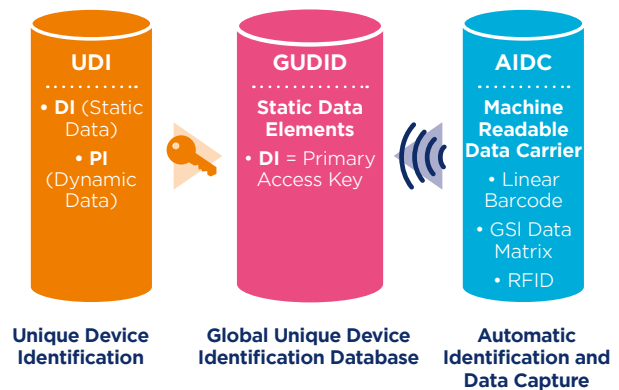 UDI
• DI (Static
Data)
• PI
(Dynamic
Data)
GUDID
Static Data
Elements
• DI = Primary
Access Key
AIDC
Machine
Readable
Data Carrier
• Linear
Barcode
• GSI Data
Matrix
• RFID
Unique Device
Identification
Global Unique Device
Identification Database
Automatic
Identification and
Data Capture